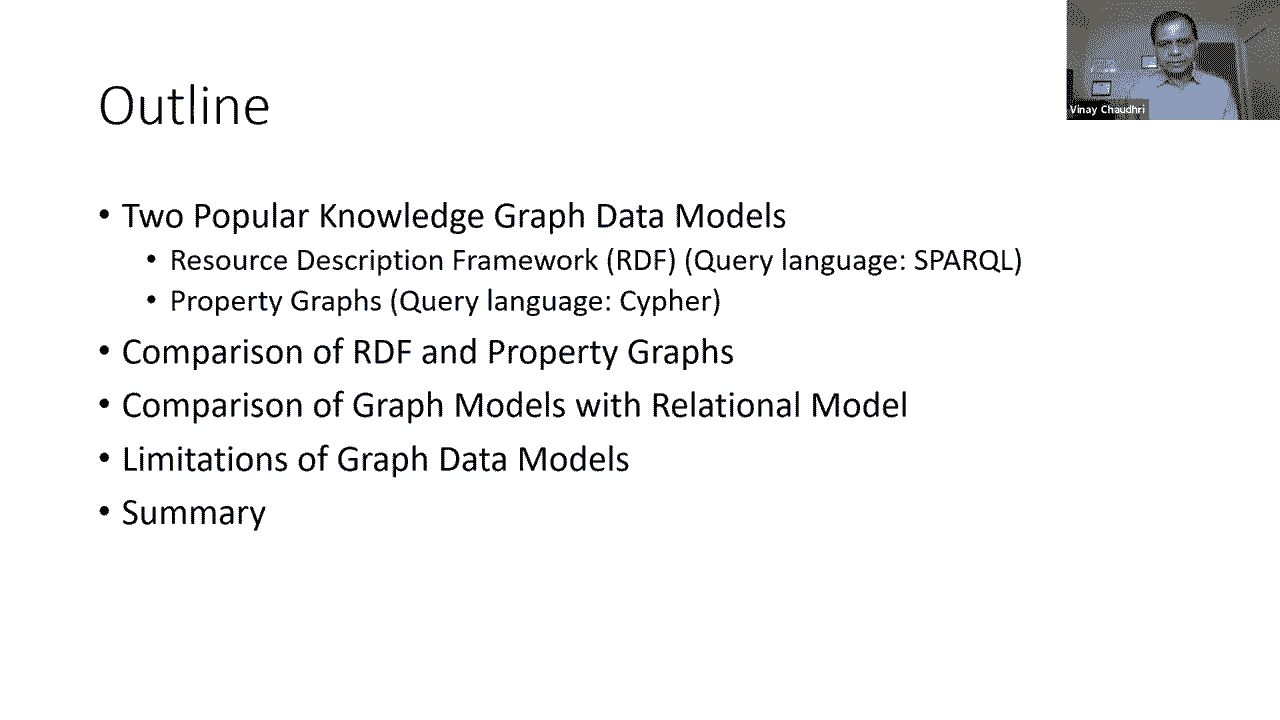 Outline
Vinay Chaudhri
• Two Popular Knowledge Graph Data Models
• Resource Description Framework (RDF) (Query language: SPARQL)
• Property Graphs (Query language: Cypher)
• Comparison of RDF and Property Graphs
• Comparison of Graph Models with Relational Model
• Limitations of Graph Data Models
• Summary